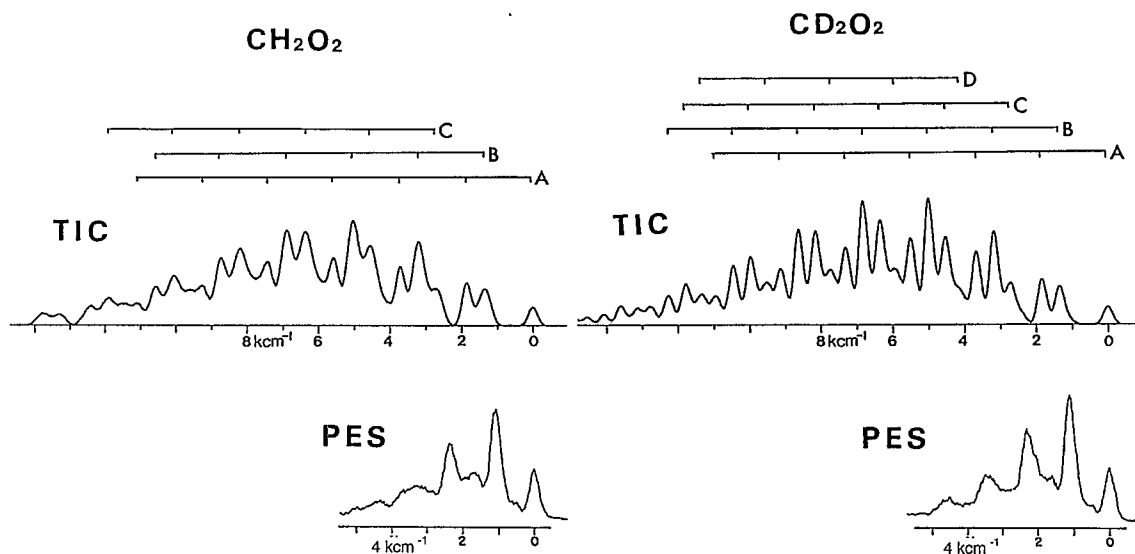 CH₂O₂
CD₂O₂
D
C
C
B
B
A
A
TIC
TIC
8 kcm⁻¹ 6 4 2 0
8 kcm⁻¹ 6 4 2 0
PES
PES
4 kcm⁻¹ 2 0
4 kcm⁻¹ 2 0